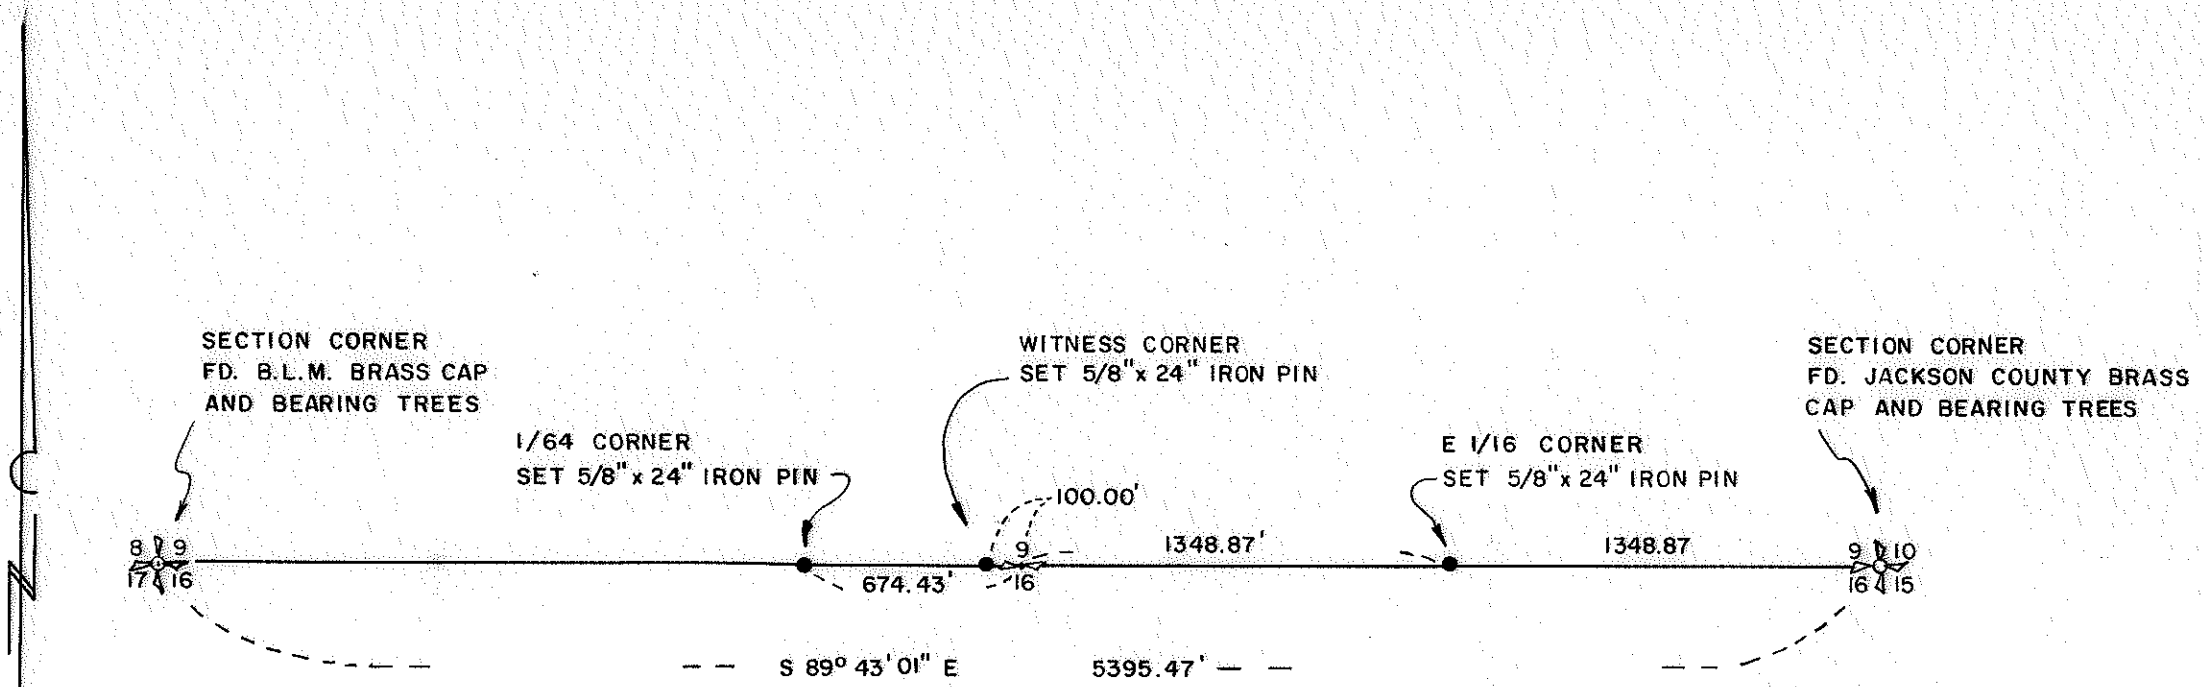 SECTION CORNER
FD. B.L.M. BRASS CAP
AND BEARING TREES
1/64 CORNER
SET 5/8" x 24" IRON PIN
WITNESS CORNER
SET 5/8" x 24" IRON PIN
100.00'
E 1/16 CORNER
SET 5/8" x 24" IRON PIN
SECTION CORNER
FD. JACKSON COUNTY BRASS
CAP AND BEARING TREES
8 9
17 16
674.43'
9
16
1348.87'
1348.87
9 10
16 15
S 89° 43' 01" E 5395.47'